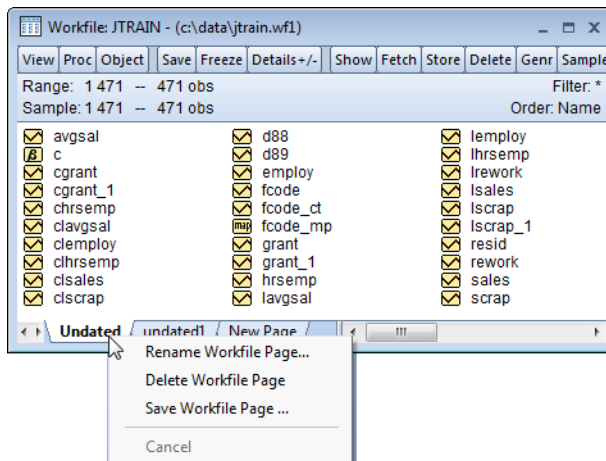 Workfile: JTRAIN - (c:\data\jtrain.wf1)
View Proc Object Save Freeze Details+/- Show Fetch Store Delete Genr Sample
Range: 1 471 -- 471 obs Filter: *
Sample: 1 471 -- 471 obs Order: Name
avgsal d88 lemploy
β c d89 lhrsemp
cgrant employ lrework
cgrant_1 fcode lsales
chrsemp fcode_ct lscrap
clavgsal map fcode_mp lscrap_1
clemploy grant resid
clhrsemp grant_1 rework
clsales hrsemp sales
clscrap lavgsal scrap
Undated undated1 New Page
Rename Workfile Page...
Delete Workfile Page
Save Workfile Page ...
Cancel